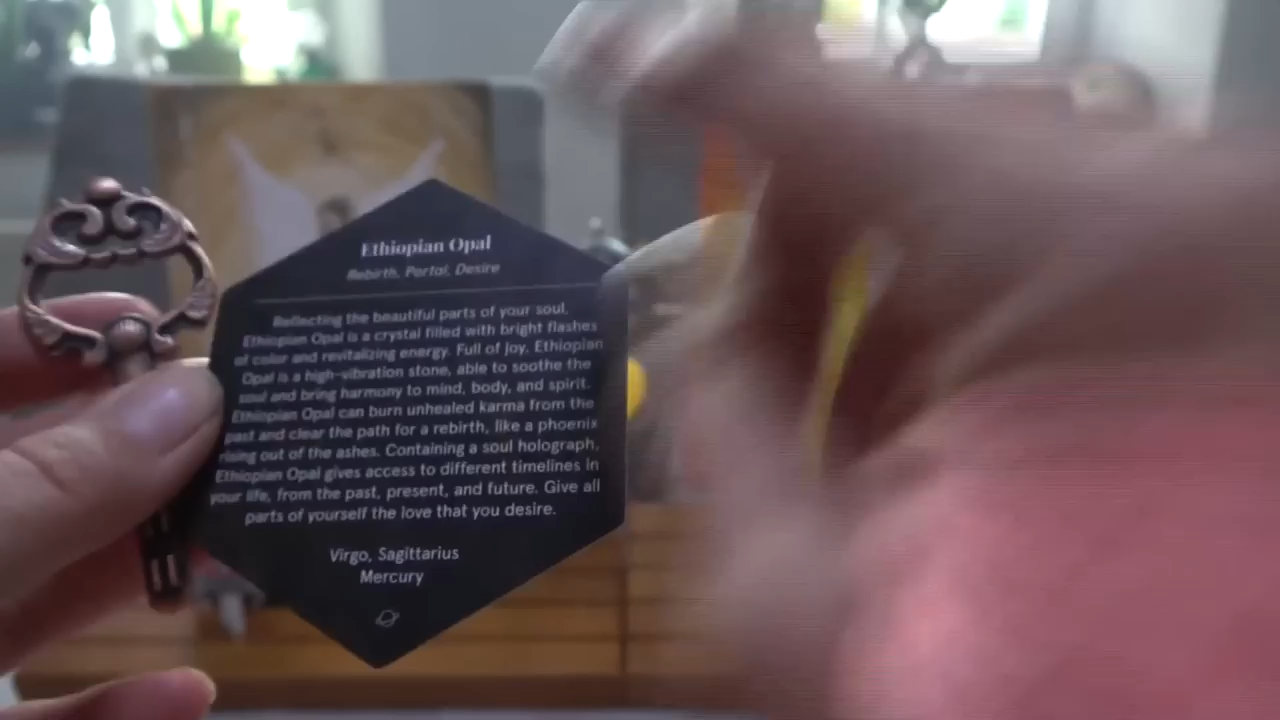 Ethiopian Opal
Rebirth, Portal, Desire
Reflecting the beautiful parts of your soul,
Ethiopian Opal is a crystal filled with bright flashes
of color and revitalizing energy. Full of joy, Ethiopian
Opal is a high-vibration stone, able to soothe the
soul and bring harmony to mind, body, and spirit.
Ethiopian Opal can burn unhealed karma from the
past and clear the path for a rebirth, like a phoenix
rising out of the ashes. Containing a soul holograph,
Ethiopian Opal gives access to different timelines in
your life, from the past, present, and future. Give all
parts of yourself the love that you desire.
Virgo, Sagittarius
Mercury